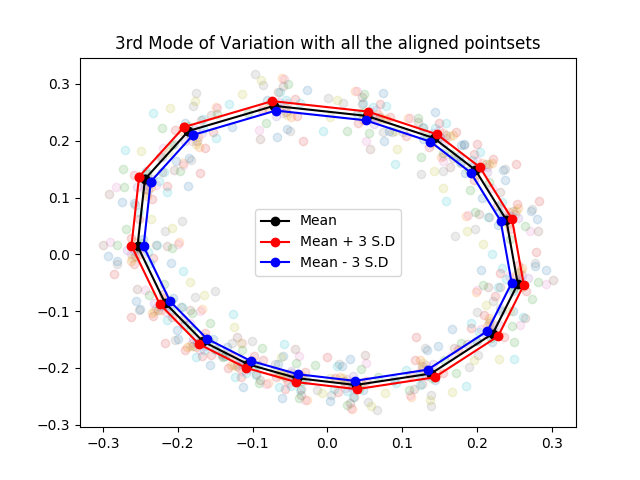 3rd Mode of Variation with all the aligned pointsets
0.3
0.2
0.1
0.0
−0.1
−0.2
−0.3
Mean
Mean + 3 S.D
Mean - 3 S.D
−0.3 −0.2 −0.1 0.0 0.1 0.2 0.3